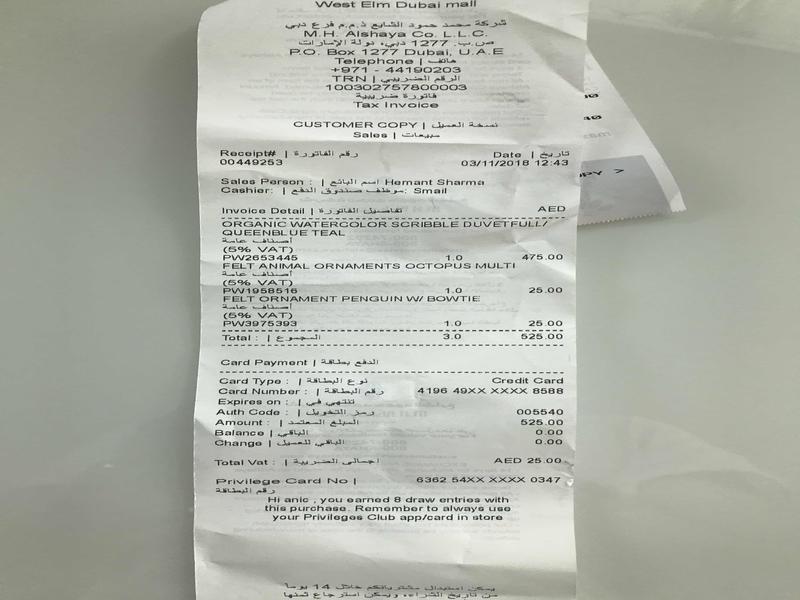 West Elm Dubai mall
شركة محمد حمود الشايع ذ.م.م فرع دبي
M.H. Alshaya Co. L.L.C.
ص.ب. 1277 دبي، دولة الإمارات
P.O. Box 1277 Dubai, U.A.E
Telephone | هاتف
+971 - 44190203
TRN | الرقم الضريبي
100302757800003
فاتورة ضريبية
Tax Invoice
CUSTOMER COPY | نسخة العميل
Sales | مبيعات
Receipt# | رقم الفاتورة Date | تاريخ
00449253 03/11/2018 12:43
Sales Person : | اسم البائع Hemant Sharma
Cashier: | موظف صندوق الدفع: Smail
Invoice Detail | تفاصيل الفاتورة AED
ORGANIC WATERCOLOR SCRIBBLE DUVETFULL/
QUEENBLUE TEAL
أصناف عامة
(5% VAT)
PW2653445 1.0 475.00
FELT ANIMAL ORNAMENTS OCTOPUS MULTI
أصناف عامة
(5% VAT)
PW1958516 1.0 25.00
FELT ORNAMENT PENGUIN W/ BOWTIE
أصناف عامة
(5% VAT)
PW3975393 1.0 25.00
Total : | المجموع 3.0 525.00
Card Payment | الدفع بطاقة
Card Type : | نوع البطاقة Credit Card
Card Number : | رقم البطاقة 4196 49XX XXXX 8588
Expires on : | تنتهي في
Auth Code : | رمز التخويل 005540
Amount : | المبلغ المعتمد 525.00
Balance | الباقي 0.00
Change | الباقي للعميل 0.00
Total Vat : | اجمالى الضريبة AED 25.00
Privilege Card No | 6362 54XX XXXX 0347
رقم البطاقة
Hi anic , you earned 8 draw entries with
this purchase. Remember to always use
your Privileges Club app/card in store
يمكن استبدال مشترياتكم خلال 14 يوما
من تاريخ الشراء، ويمكن استرجاع ثمنها